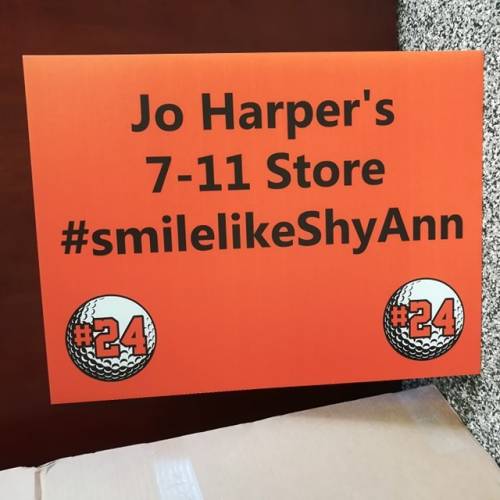 Jo Harper's
7-11 Store
#smilelikeShyAnn
#24
#24